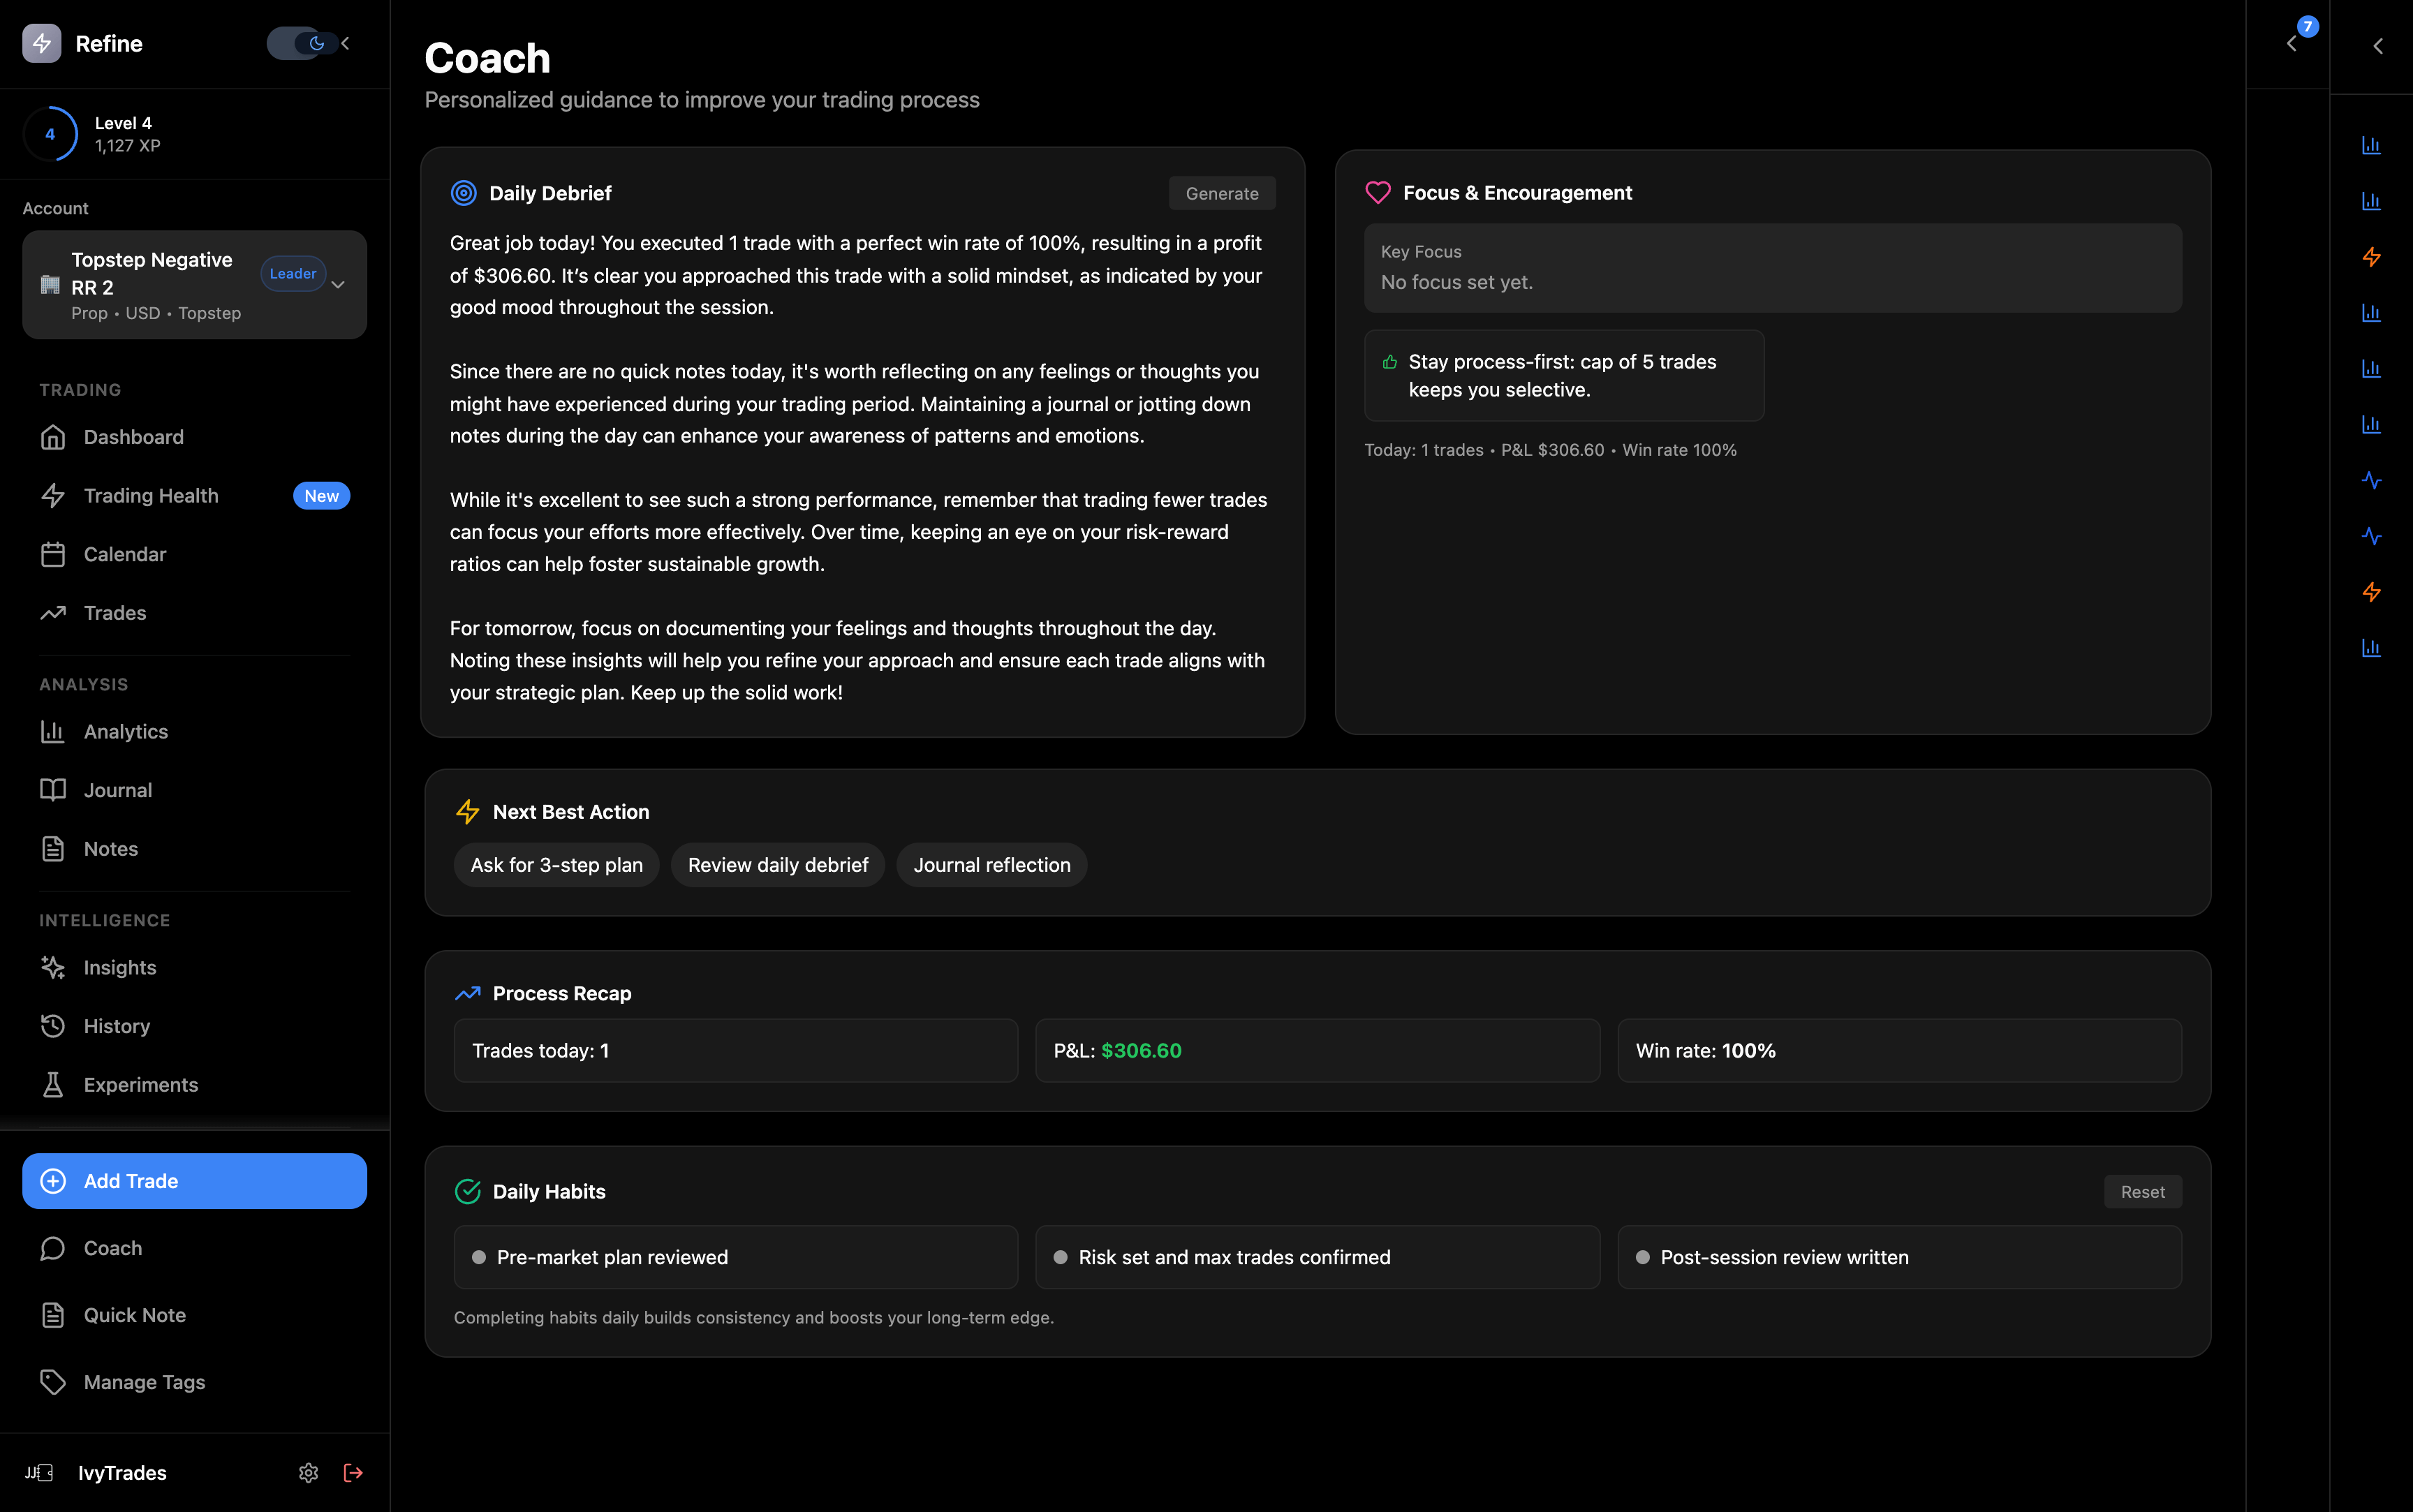 Refine
4
Level 4
1,127 XP
Account
Topstep Negative
RR 2
Leader
Prop • USD • Topstep
TRADING
Dashboard
Trading Health
New
Calendar
Trades
ANALYSIS
Analytics
Journal
Notes
INTELLIGENCE
Insights
History
Experiments
Add Trade
Coach
Quick Note
Manage Tags
IvyTrades
Coach
Personalized guidance to improve your trading process
Daily Debrief
Generate
Great job today! You executed 1 trade with a perfect win rate of 100%, resulting in a profit
of $306.60. It’s clear you approached this trade with a solid mindset, as indicated by your
good mood throughout the session.
Since there are no quick notes today, it's worth reflecting on any feelings or thoughts you
might have experienced during your trading period. Maintaining a journal or jotting down
notes during the day can enhance your awareness of patterns and emotions.
While it's excellent to see such a strong performance, remember that trading fewer trades
can focus your efforts more effectively. Over time, keeping an eye on your risk-reward
ratios can help foster sustainable growth.
For tomorrow, focus on documenting your feelings and thoughts throughout the day.
Noting these insights will help you refine your approach and ensure each trade aligns with
your strategic plan. Keep up the solid work!
Focus & Encouragement
Key Focus
No focus set yet.
Stay process-first: cap of 5 trades
keeps you selective.
Today: 1 trades • P&L $306.60 • Win rate 100%
Next Best Action
Ask for 3-step plan
Review daily debrief
Journal reflection
Process Recap
Trades today: 1
P&L: $306.60
Win rate: 100%
Daily Habits
Reset
Pre-market plan reviewed
Risk set and max trades confirmed
Post-session review written
Completing habits daily builds consistency and boosts your long-term edge.
7